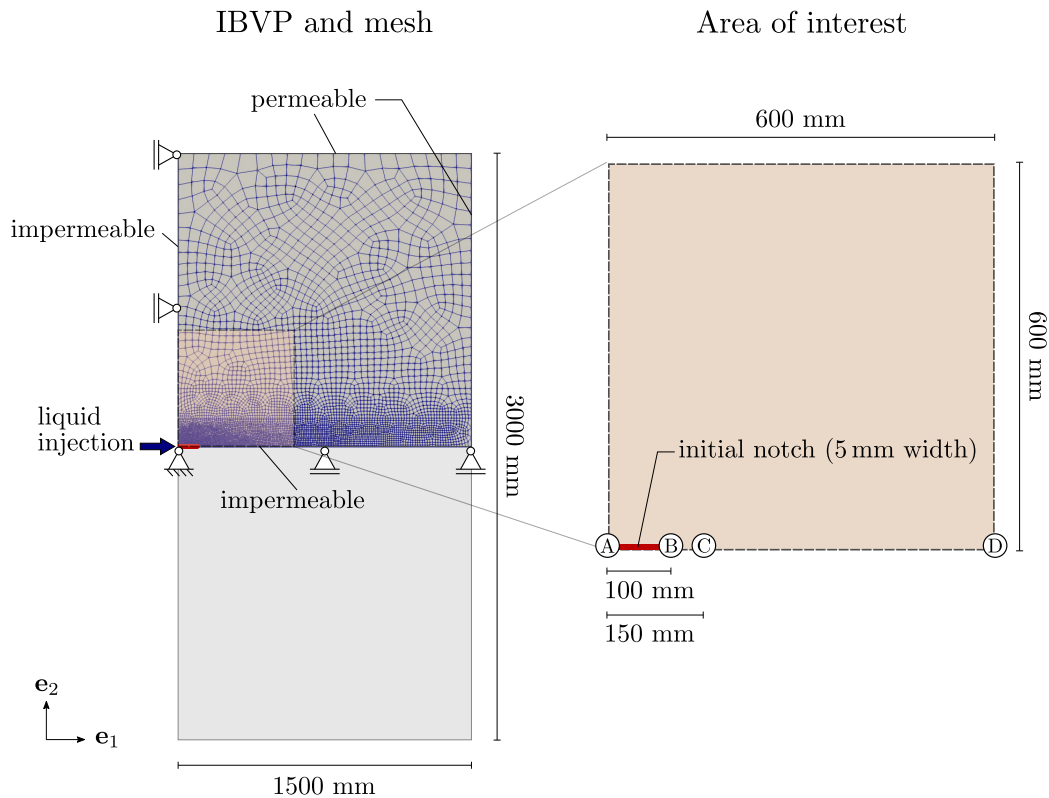 IBVP and mesh
Area of interest
permeable
600 mm
impermeable
600 mm
liquid
injection
3000 mm
impermeable
initial notch (5 mm width)
A
B
C
D
100 mm
150 mm
e2
e1
1500 mm